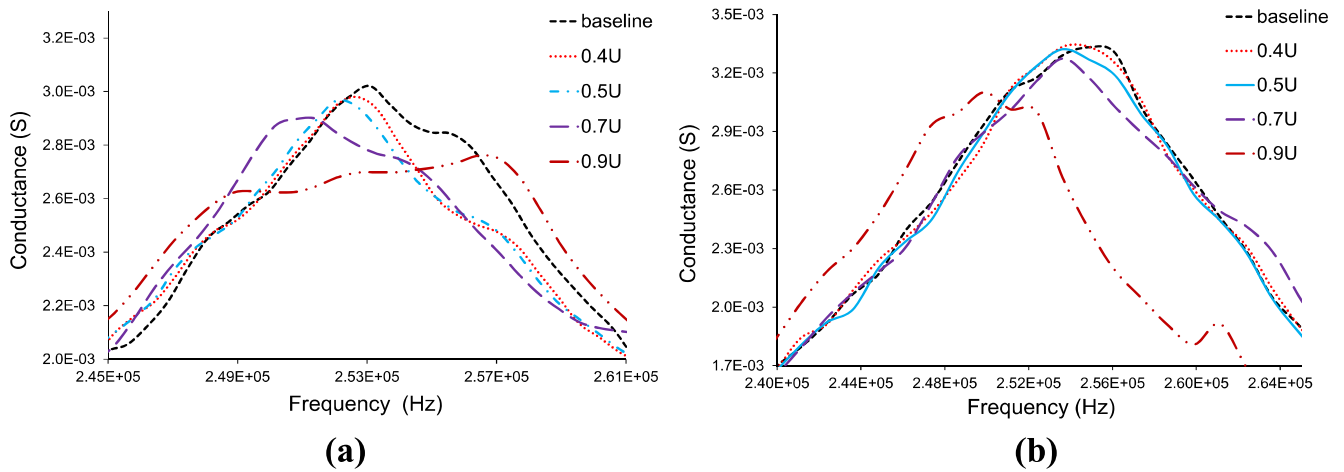 3.2E-03
3.0E-03
2.8E-03
2.6E-03
2.4E-03
2.2E-03
2.0E-03
Conductance (S)
2.45E+05 2.49E+05 2.53E+05 2.57E+05 2.61E+05
Frequency (Hz)
baseline
0.4U
0.5U
0.7U
0.9U
(a)
3.5E-03
3.2E-03
2.9E-03
2.6E-03
2.3E-03
2.0E-03
1.7E-03
Conductance (S)
2.40E+05 2.44E+05 2.48E+05 2.52E+05 2.56E+05 2.60E+05 2.64E+05
Frequency (Hz)
baseline
0.4U
0.5U
0.7U
0.9U
(b)